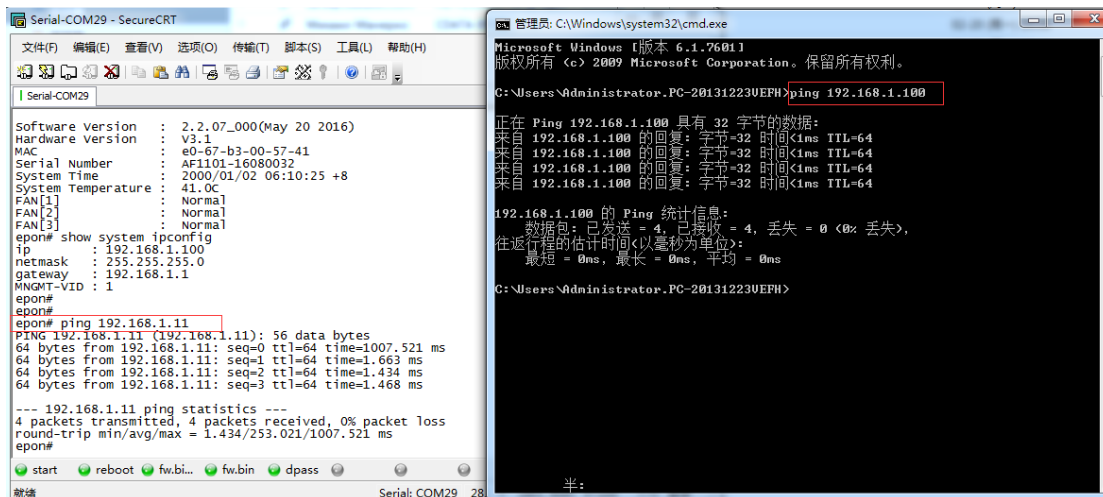 Serial-COM29 - SecureCRT
文件(F) 编辑(E) 查看(V) 选项(O) 传输(T) 脚本(S) 工具(L) 帮助(H)
Serial-COM29
Software Version : 2.2.07_000(May 20 2016)
Hardware Version : V3.1
MAC : e0-67-b3-00-57-41
Serial Number : AF1101-16080032
System Time : 2000/01/02 06:10:25 +8
System Temperature : 41.0C
FAN[1] : Normal
FAN[2] : Normal
FAN[3] : Normal
epon# show system ipconfig
ip : 192.168.1.100
netmask : 255.255.255.0
gateway : 192.168.1.1
MNGMT-VID : 1
epon#
epon#
epon# ping 192.168.1.11
PING 192.168.1.11 (192.168.1.11): 56 data bytes
64 bytes from 192.168.1.11: seq=0 ttl=64 time=1007.521 ms
64 bytes from 192.168.1.11: seq=1 ttl=64 time=1.663 ms
64 bytes from 192.168.1.11: seq=2 ttl=64 time=1.434 ms
64 bytes from 192.168.1.11: seq=3 ttl=64 time=1.468 ms
--- 192.168.1.11 ping statistics ---
4 packets transmitted, 4 packets received, 0% packet loss
round-trip min/avg/max = 1.434/253.021/1007.521 ms
epon#
start reboot fw.bi... fw.bin dpass
就绪 Serial: COM29 28
管理员: C:\Windows\system32\cmd.exe
Microsoft Windows [版本 6.1.7601]
版权所有 (c) 2009 Microsoft Corporation。保留所有权利。
C:\Users\Administrator.PC-20131223UEFH>ping 192.168.1.100
正在 Ping 192.168.1.100 具有 32 字节的数据:
来自 192.168.1.100 的回复: 字节=32 时间<1ms TTL=64
来自 192.168.1.100 的回复: 字节=32 时间<1ms TTL=64
来自 192.168.1.100 的回复: 字节=32 时间<1ms TTL=64
来自 192.168.1.100 的回复: 字节=32 时间<1ms TTL=64
192.168.1.100 的 Ping 统计信息:
数据包: 已发送 = 4, 已接收 = 4, 丢失 = 0 (0% 丢失),
往返行程的估计时间(以毫秒为单位):
最短 = 0ms, 最长 = 0ms, 平均 = 0ms
C:\Users\Administrator.PC-20131223UEFH>
半: